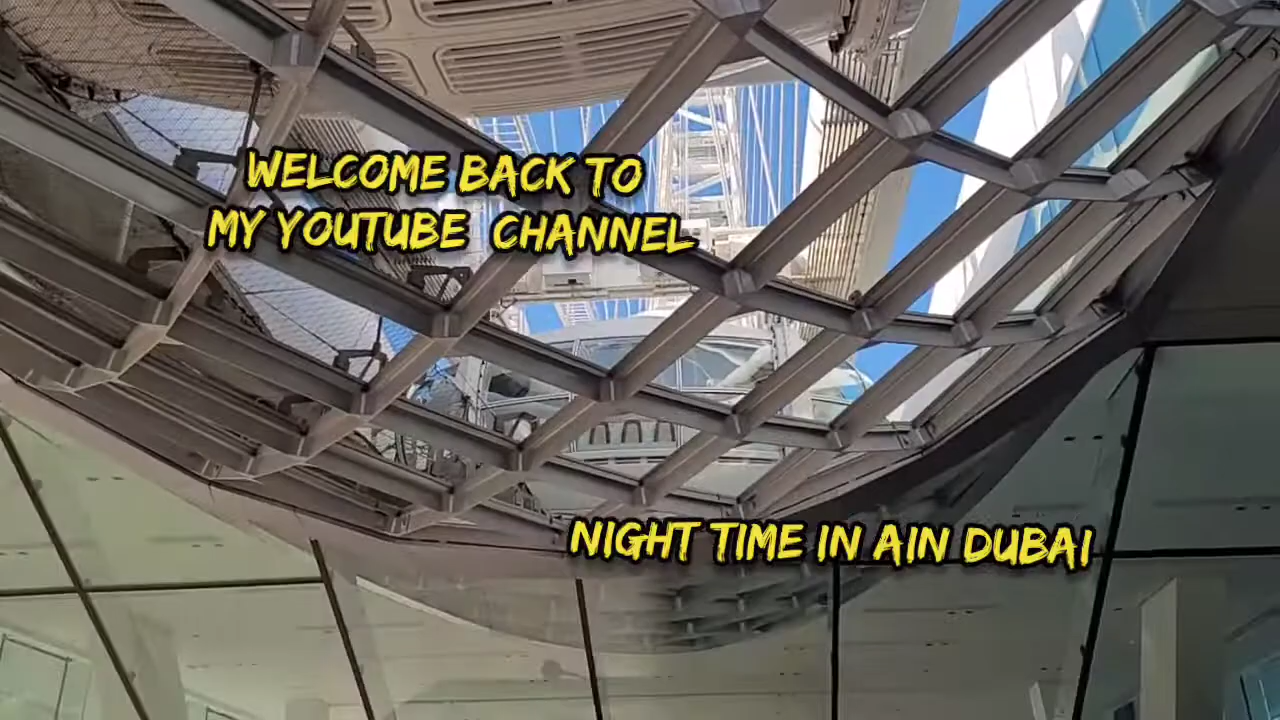 WELCOME BACK TO
MY YOUTUBE CHANNEL
NIGHT TIME IN AIN DUBAI